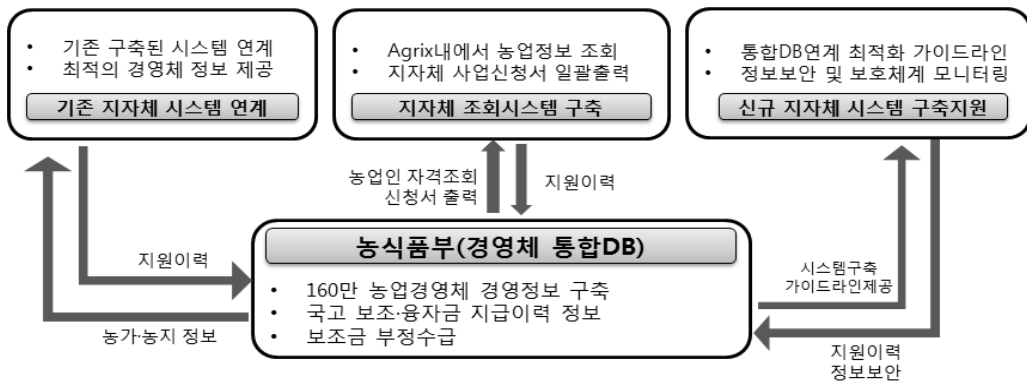 • 기존 구축된 시스템 연계
• 최적의 경영체 정보 제공
기존 지자체 시스템 연계
• Agrix내에서 농업정보 조회
• 지자체 사업신청서 일괄출력
지자체 조회시스템 구축
• 통합DB연계 최적화 가이드라인
• 정보보안 및 보호체계 모니터링
신규 지자체 시스템 구축지원
농업인 자격조회
신청서 출력
지원이력
농식품부(경영체 통합DB)
• 160만 농업경영체 경영정보 구축
• 국고 보조·융자금 지급이력 정보
• 보조금 부정수급
지원이력
농가·농지 정보
시스템구축
가이드라인제공
지원이력
정보보안